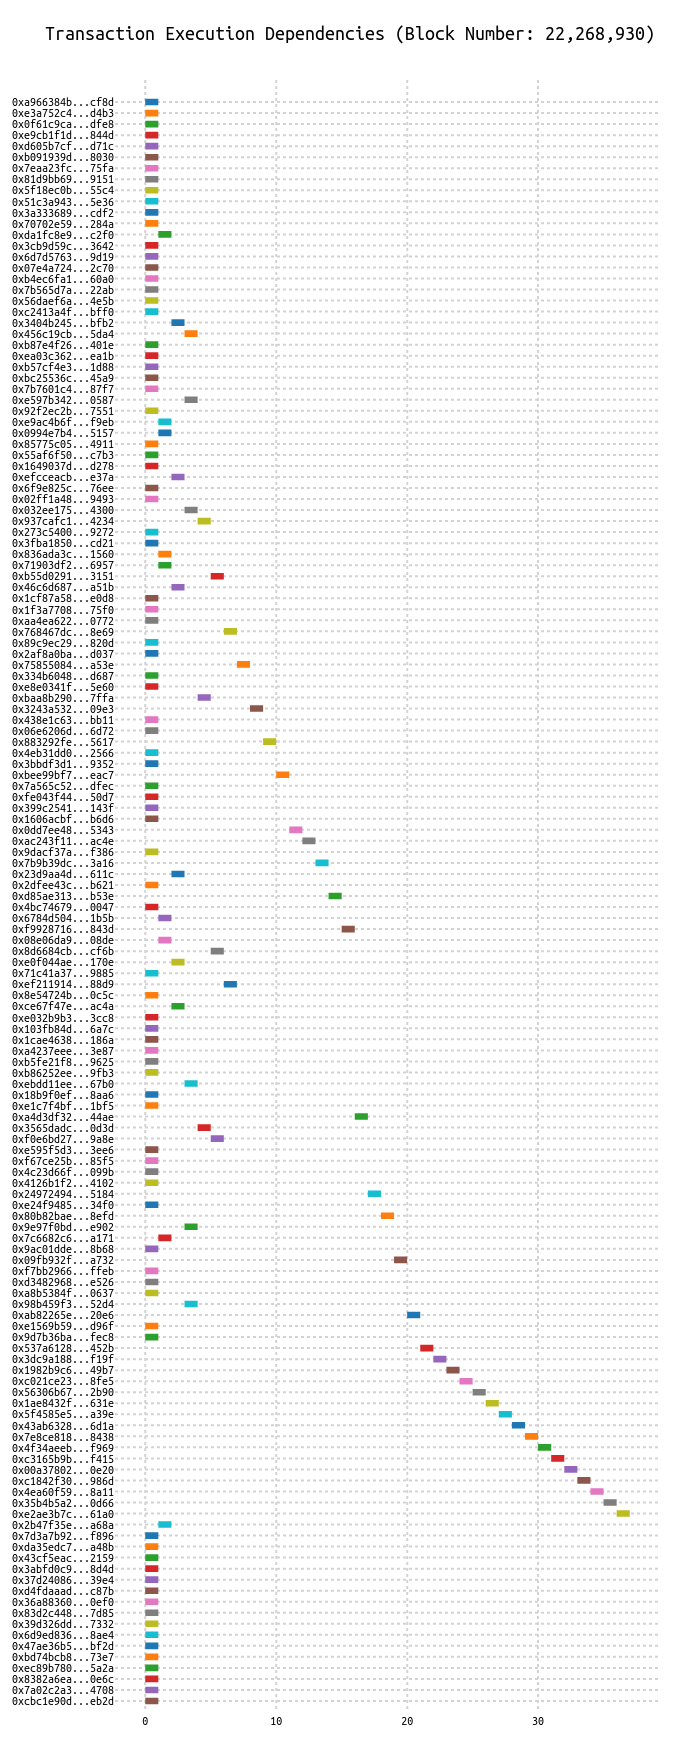 Transaction Execution Dependencies (Block Number: 22,268,930)
0xa966384b...cf8d
0xe3a752c4...d4b3
0x0f61c9ca...dfe8
0xe9cb1f1d...844d
0xd605b7cf...d71c
0xb091939d...8030
0x7eaa23fc...75fa
0x81d9bb69...9151
0x5f18ec0b...55c4
0x51c3a943...5e36
0x3a333689...cdf2
0x70702e59...284a
0xda1fc8e9...c2f0
0x3cb9d59c...3642
0x6d7d5763...9d19
0x07e4a724...2c70
0xb4ec6fa1...60a0
0x7b565d7a...22ab
0x56daef6a...4e5b
0xc2413a4f...bff0
0x3404b245...bfb2
0x456c19cb...5da4
0xb87e4f26...401e
0xea03c362...ea1b
0xb57cf4e3...1d88
0xbc25536c...45a9
0x7b7601c4...87f7
0xe597b342...0587
0x92f2ec2b...7551
0xe9ac4b6f...f9eb
0x0994e7b4...5157
0x85775c05...4911
0x55af6f50...c7b3
0x1649037d...d278
0xefcceacb...e37a
0x6f9e825c...76ee
0x02ff1a48...9493
0x032ee175...4300
0x937cafc1...4234
0x273c5400...9272
0x3fba1850...cd21
0x836ada3c...1560
0x71903df2...6957
0xb55d0291...3151
0x46c6d687...a51b
0x1cf87a58...e0d8
0x1f3a7708...75f0
0xaa4ea622...0772
0x768467dc...8e69
0x89c9ec29...820d
0x2af8a0ba...d037
0x75855084...a53e
0x334b6048...d687
0xe8e0341f...5e60
0xbaa8b290...7ffa
0x3243a532...09e3
0x438e1c63...bb11
0x06e6206d...6d72
0x883292fe...5617
0x4eb31dd0...2566
0x3bbdf3d1...9352
0xbee99bf7...eac7
0x7a565c52...dfec
0xfe043f44...50d7
0x399c2541...143f
0x1606acbf...b6d6
0x0dd7ee48...5343
0xac243f11...ac4e
0x9dacf37a...f386
0x7b9b39dc...3a16
0x23d9aa4d...611c
0x2dfee43c...b621
0xd85ae313...b53e
0x4bc74679...0047
0x6784d504...1b5b
0xf9928716...843d
0x08e06da9...08de
0x8d6684cb...cf6b
0xe0f044ae...170e
0x71c41a37...9885
0xef211914...88d9
0x8e54724b...0c5c
0xce67f47e...ac4a
0xe032b9b3...3cc8
0x103fb84d...6a7c
0x1cae4638...186a
0xa4237eee...3e87
0xb5fe21f8...9625
0xb86252ee...9fb3
0xebdd11ee...67b0
0x18b9f0ef...8aa6
0xe1c7f4bf...1bf5
0xa4d3df32...44ae
0x3565dadc...0d3d
0xf0e6bd27...9a8e
0xe595f5d3...3ee6
0xf67ce25b...85f5
0x4c23d66f...099b
0x4126b1f2...4102
0x24972494...5184
0xe24f9485...34f0
0x80b82bae...8efd
0x9e97f0bd...e902
0x7c6682c6...a171
0x9ac01dde...8b68
0x09fb932f...a732
0xf7bb2966...ffeb
0xd3482968...e526
0xa8b5384f...0637
0x98b459f3...52d4
0xab82265e...20e6
0xe1569b59...d96f
0x9d7b36ba...fec8
0x537a6128...452b
0x3dc9a188...f19f
0x1982b9c6...49b7
0xc021ce23...8fe5
0x56306b67...2b90
0x1ae8432f...631e
0x5f4585e5...a39e
0x43ab6328...6d1a
0x7e8ce818...8438
0x4f34aeeb...f969
0xc3165b9b...f415
0x00a37802...0e20
0xc1842f30...986d
0x4ea60f59...8a11
0x35b4b5a2...0d66
0xe2ae3b7c...61a0
0x2b47f35e...a68a
0x7d3a7b92...f896
0xda35edc7...a48b
0x43cf5eac...2159
0x3abfd0c9...8d4d
0x37d24086...39e4
0xd4fdaaad...c87b
0x36a88360...0ef0
0x83d2c448...7d85
0x39d326dd...7332
0x6d9ed836...8ae4
0x47ae36b5...bf2d
0xbd74bcb8...73e7
0xec89b780...5a2a
0x8382a6ea...0e6c
0x7a02c2a3...4708
0xcbc1e90d...eb2d
0 10 20 30